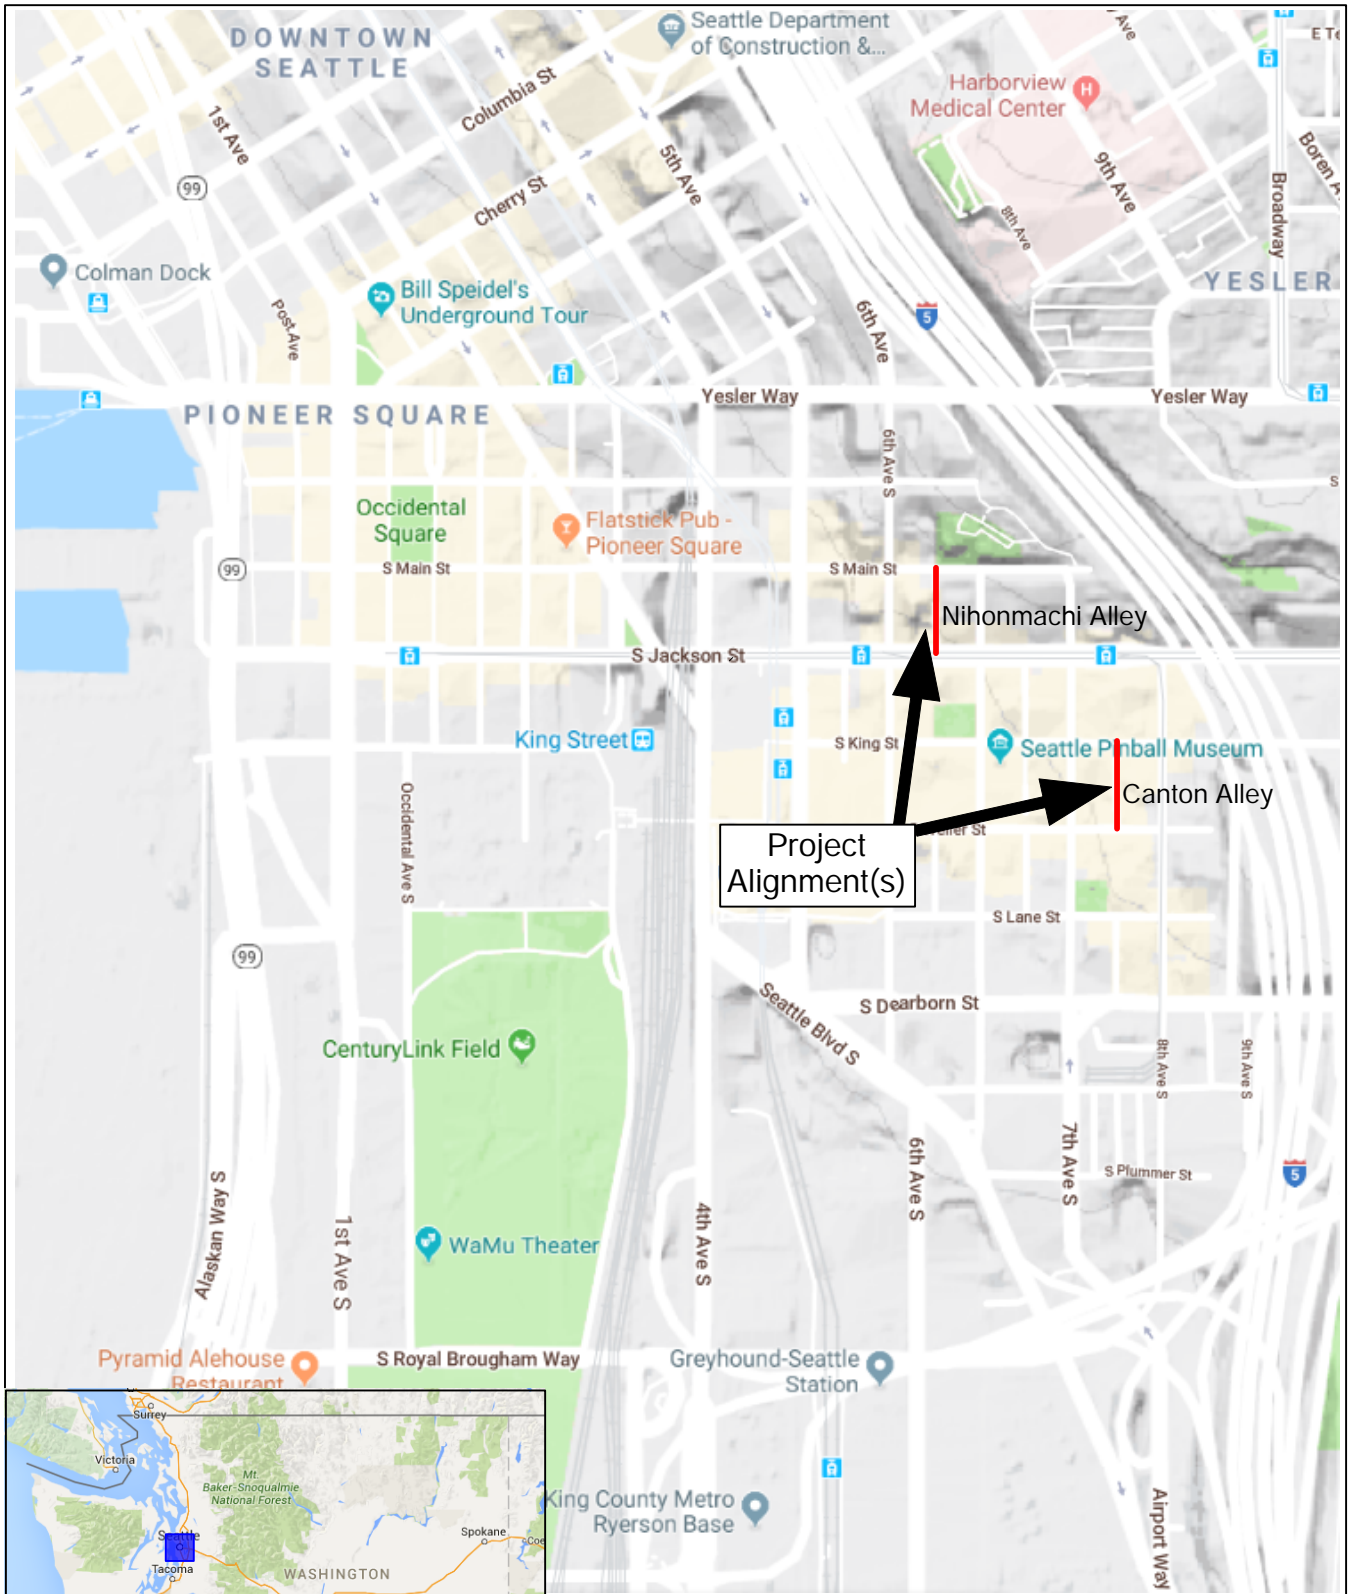 DOWNTOWN
SEATTLE
Seattle Department
of Construction &...
Harborview
Medical Center
H
Ave
E Te
Columbia St
1st Ave
5th Ave
99
Cherry St
9th Ave
8th Ave
Broadway
Boren A
Colman Dock
YESLER
Bill Speidel's
Underground Tour
Post Ave
6th Ave
5
Yesler Way
Yesler Way
PIONEER SQUARE
6th Ave S
S
Occidental
Square
Flatstick Pub -
Pioneer Square
S Main St
S Main St
99
Nihonmachi Alley
S Jackson St
King Street
S King St
Seattle Pinball Museum
Canton Alley
Occidental Ave S
Project
Alignment(s)
eller St
S Lane St
99
Seattle Blvd S
S Dearborn St
CenturyLink Field
8th Ave S
9th Ave S
6th Ave S
7th Ave S
S Plummer St
5
Alaskan Way S
1st Ave S
4th Ave S
WaMu Theater
Pyramid Alehouse
Restaurant
S Royal Brougham Way
Greyhound-Seattle
Station
King County Metro
Ryerson Base
Airport Way
Surrey
Victoria
Mt.
Baker-Snoqualmie
National Forest
Seattle
Spokane
Coe
Tacoma
WASHINGTON